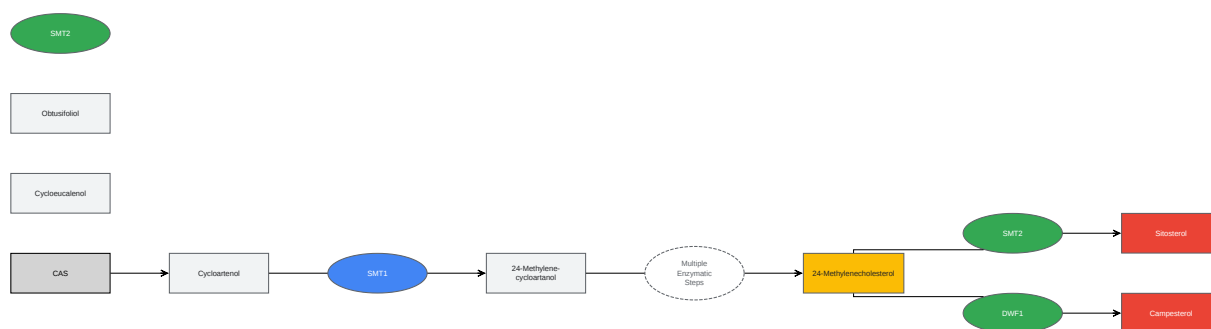 SMT2
Obtusifoliol
Cycloeucalenol
SMT2
Sitosterol
CAS
Cycloartenol
SMT1
24-Methylene-
cycloartanol
Multiple
Enzymatic
Steps
24-Methylenecholesterol
DWF1
Campesterol